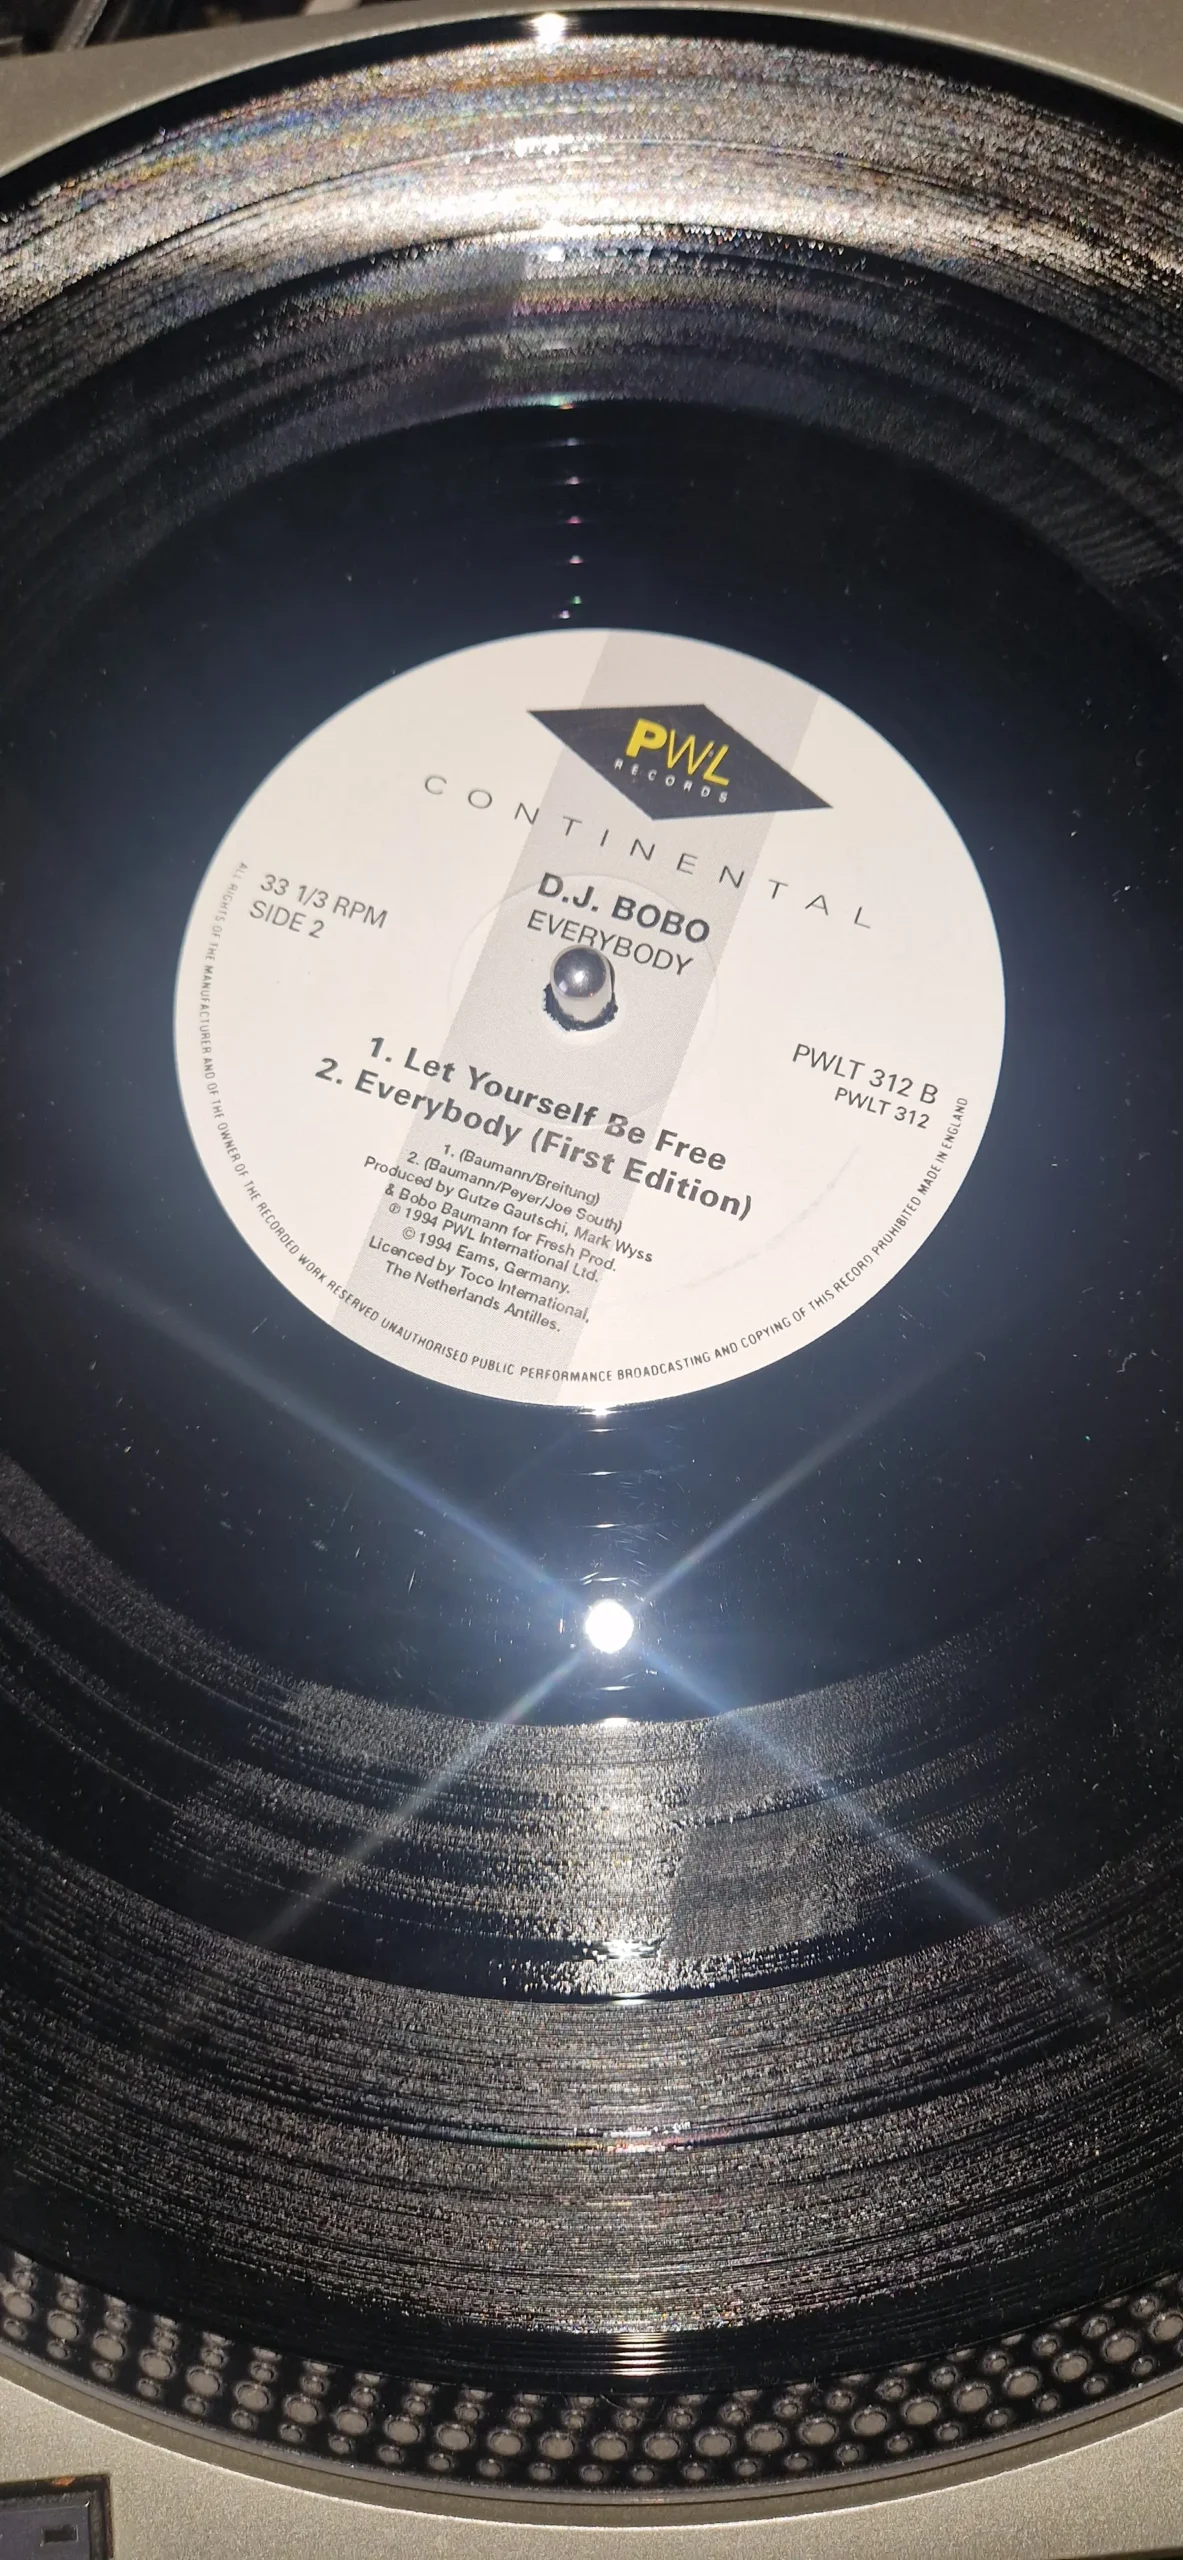 PWL
RECORDS
CONTINENTAL
D.J. BOBO
EVERYBODY
33 1/3 RPM
SIDE 2
PWLT 312 B
PWLT 312
1. Let Yourself Be Free
2. Everybody (First Edition)
1. (Baumann/Breitung)
2. (Baumann/Peyer/Joe South)
Produced by Gutze Gautschi, Mark Wyss
& Bobo Baumann for Fresh Prod.
℗ 1994 PWL International Ltd.
© 1994 Eams, Germany.
Licenced by Toco International,
The Netherlands Antilles.
ALL RIGHTS OF THE MANUFACTURER AND OF THE OWNER OF THE RECORDED WORK RESERVED UNAUTHORISED PUBLIC PERFORMANCE BROADCASTING AND COPYING OF THIS RECORD PROHIBITED MADE IN ENGLAND